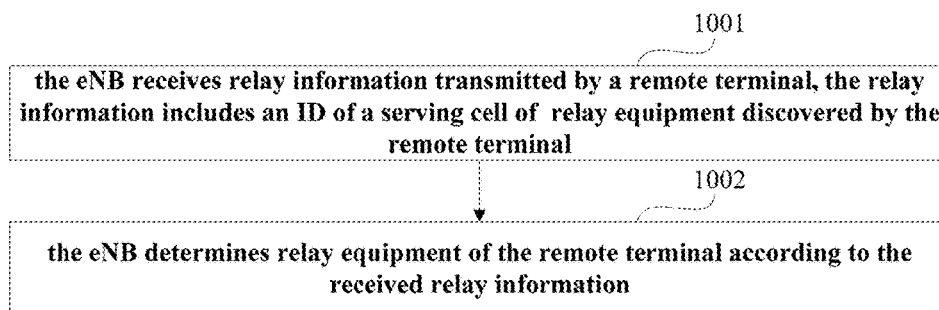 1001
the eNB receives relay information transmitted by a remote terminal, the relay
information includes an ID of a serving cell of relay equipment discovered by the
remote terminal
1002
the eNB determines relay equipment of the remote terminal according to the
received relay information